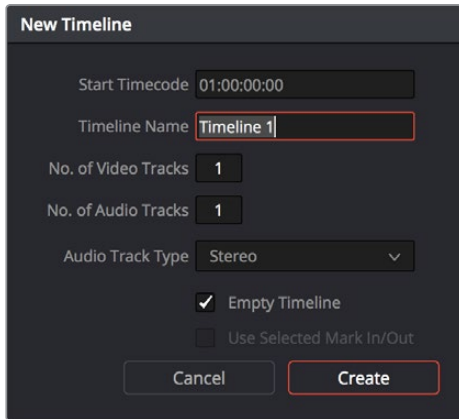 New Timeline
Start Timecode 01:00:00:00
Timeline Name Timeline 1
No. of Video Tracks 1
No. of Audio Tracks 1
Audio Track Type Stereo
Empty Timeline
Use Selected Mark In/Out
Cancel Create